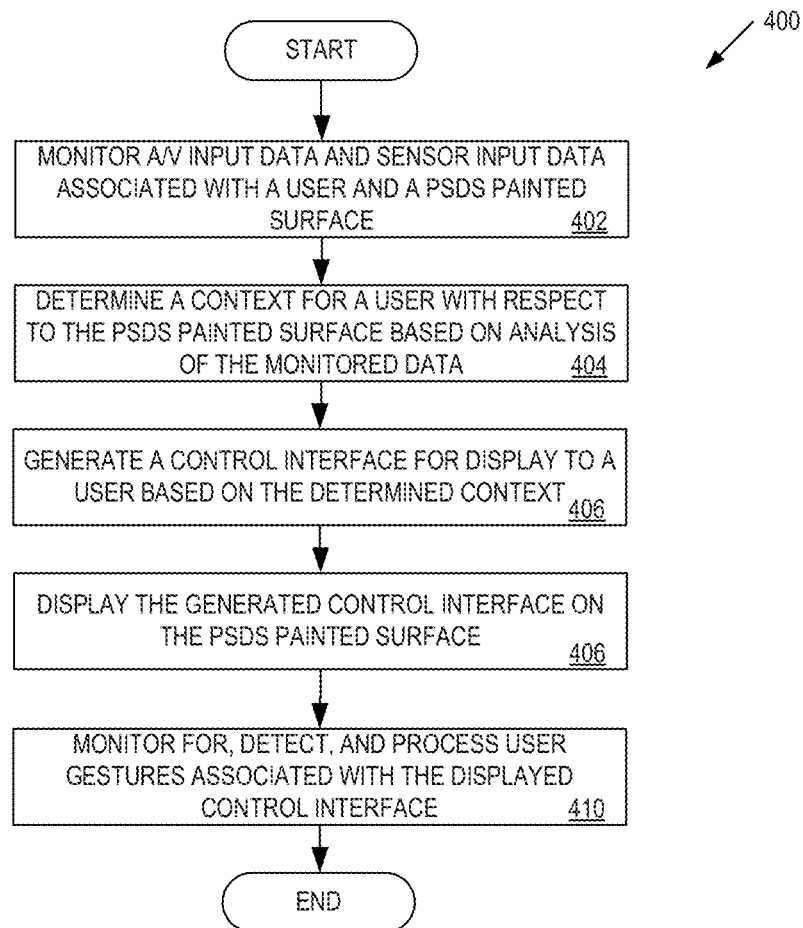 400
START
MONITOR A/V INPUT DATA AND SENSOR INPUT DATA
ASSOCIATED WITH A USER AND A PSDS PAINTED
SURFACE 402
DETERMINE A CONTEXT FOR A USER WITH RESPECT
TO THE PSDS PAINTED SURFACE BASED ON ANALYSIS
OF THE MONITORED DATA 404
GENERATE A CONTROL INTERFACE FOR DISPLAY TO A
USER BASED ON THE DETERMINED CONTEXT 406
DISPLAY THE GENERATED CONTROL INTERFACE ON
THE PSDS PAINTED SURFACE 406
MONITOR FOR, DETECT, AND PROCESS USER
GESTURES ASSOCIATED WITH THE DISPLAYED
CONTROL INTERFACE 410
END